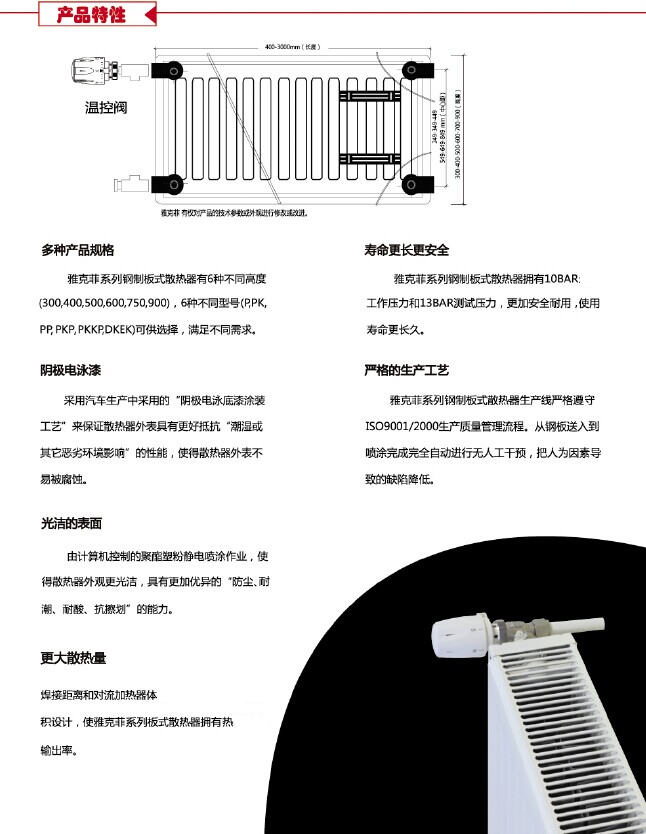 产品特性
400-3000mm（长度）
温控阀
300-400-500-600-700-900（高度）
雅克菲 有权对产品的技术参数或外观进行修改或改进。
多种产品规格
雅克菲系列钢制板式散热器有6种不同高度
(300,400,500,600,750,900)，6种不同型号(P,PK,
PP, PKP, PKKP,DKEK)可供选择，满足不同需求。
阴极电泳漆
采用汽车生产中采用的“阴极电泳底漆涂装
工艺”来保证散热器外表具有更好抵抗“潮湿或
其它恶劣环境影响”的性能，使得散热器外表不
易被腐蚀。
光洁的表面
由计算机控制的聚酯塑粉静电喷涂作业，使
得散热器外观更光洁，具有更加优异的“防尘、耐
潮、耐酸、抗擦划”的能力。
更大散热量
焊接距离和对流加热器体
积设计，使雅克菲系列板式散热器拥有热
输出率。
寿命更长更安全
雅克菲系列钢制板式散热器拥有10BAR:
工作压力和13BAR测试压力，更加安全耐用，使用
寿命更长久。
严格的生产工艺
雅克菲系列钢制板式散热器生产线严格遵守
ISO9001/2000生产质量管理流程。从钢板送入到
喷涂完成完全自动进行无人工干预，把人为因素导
致的缺陷降低。